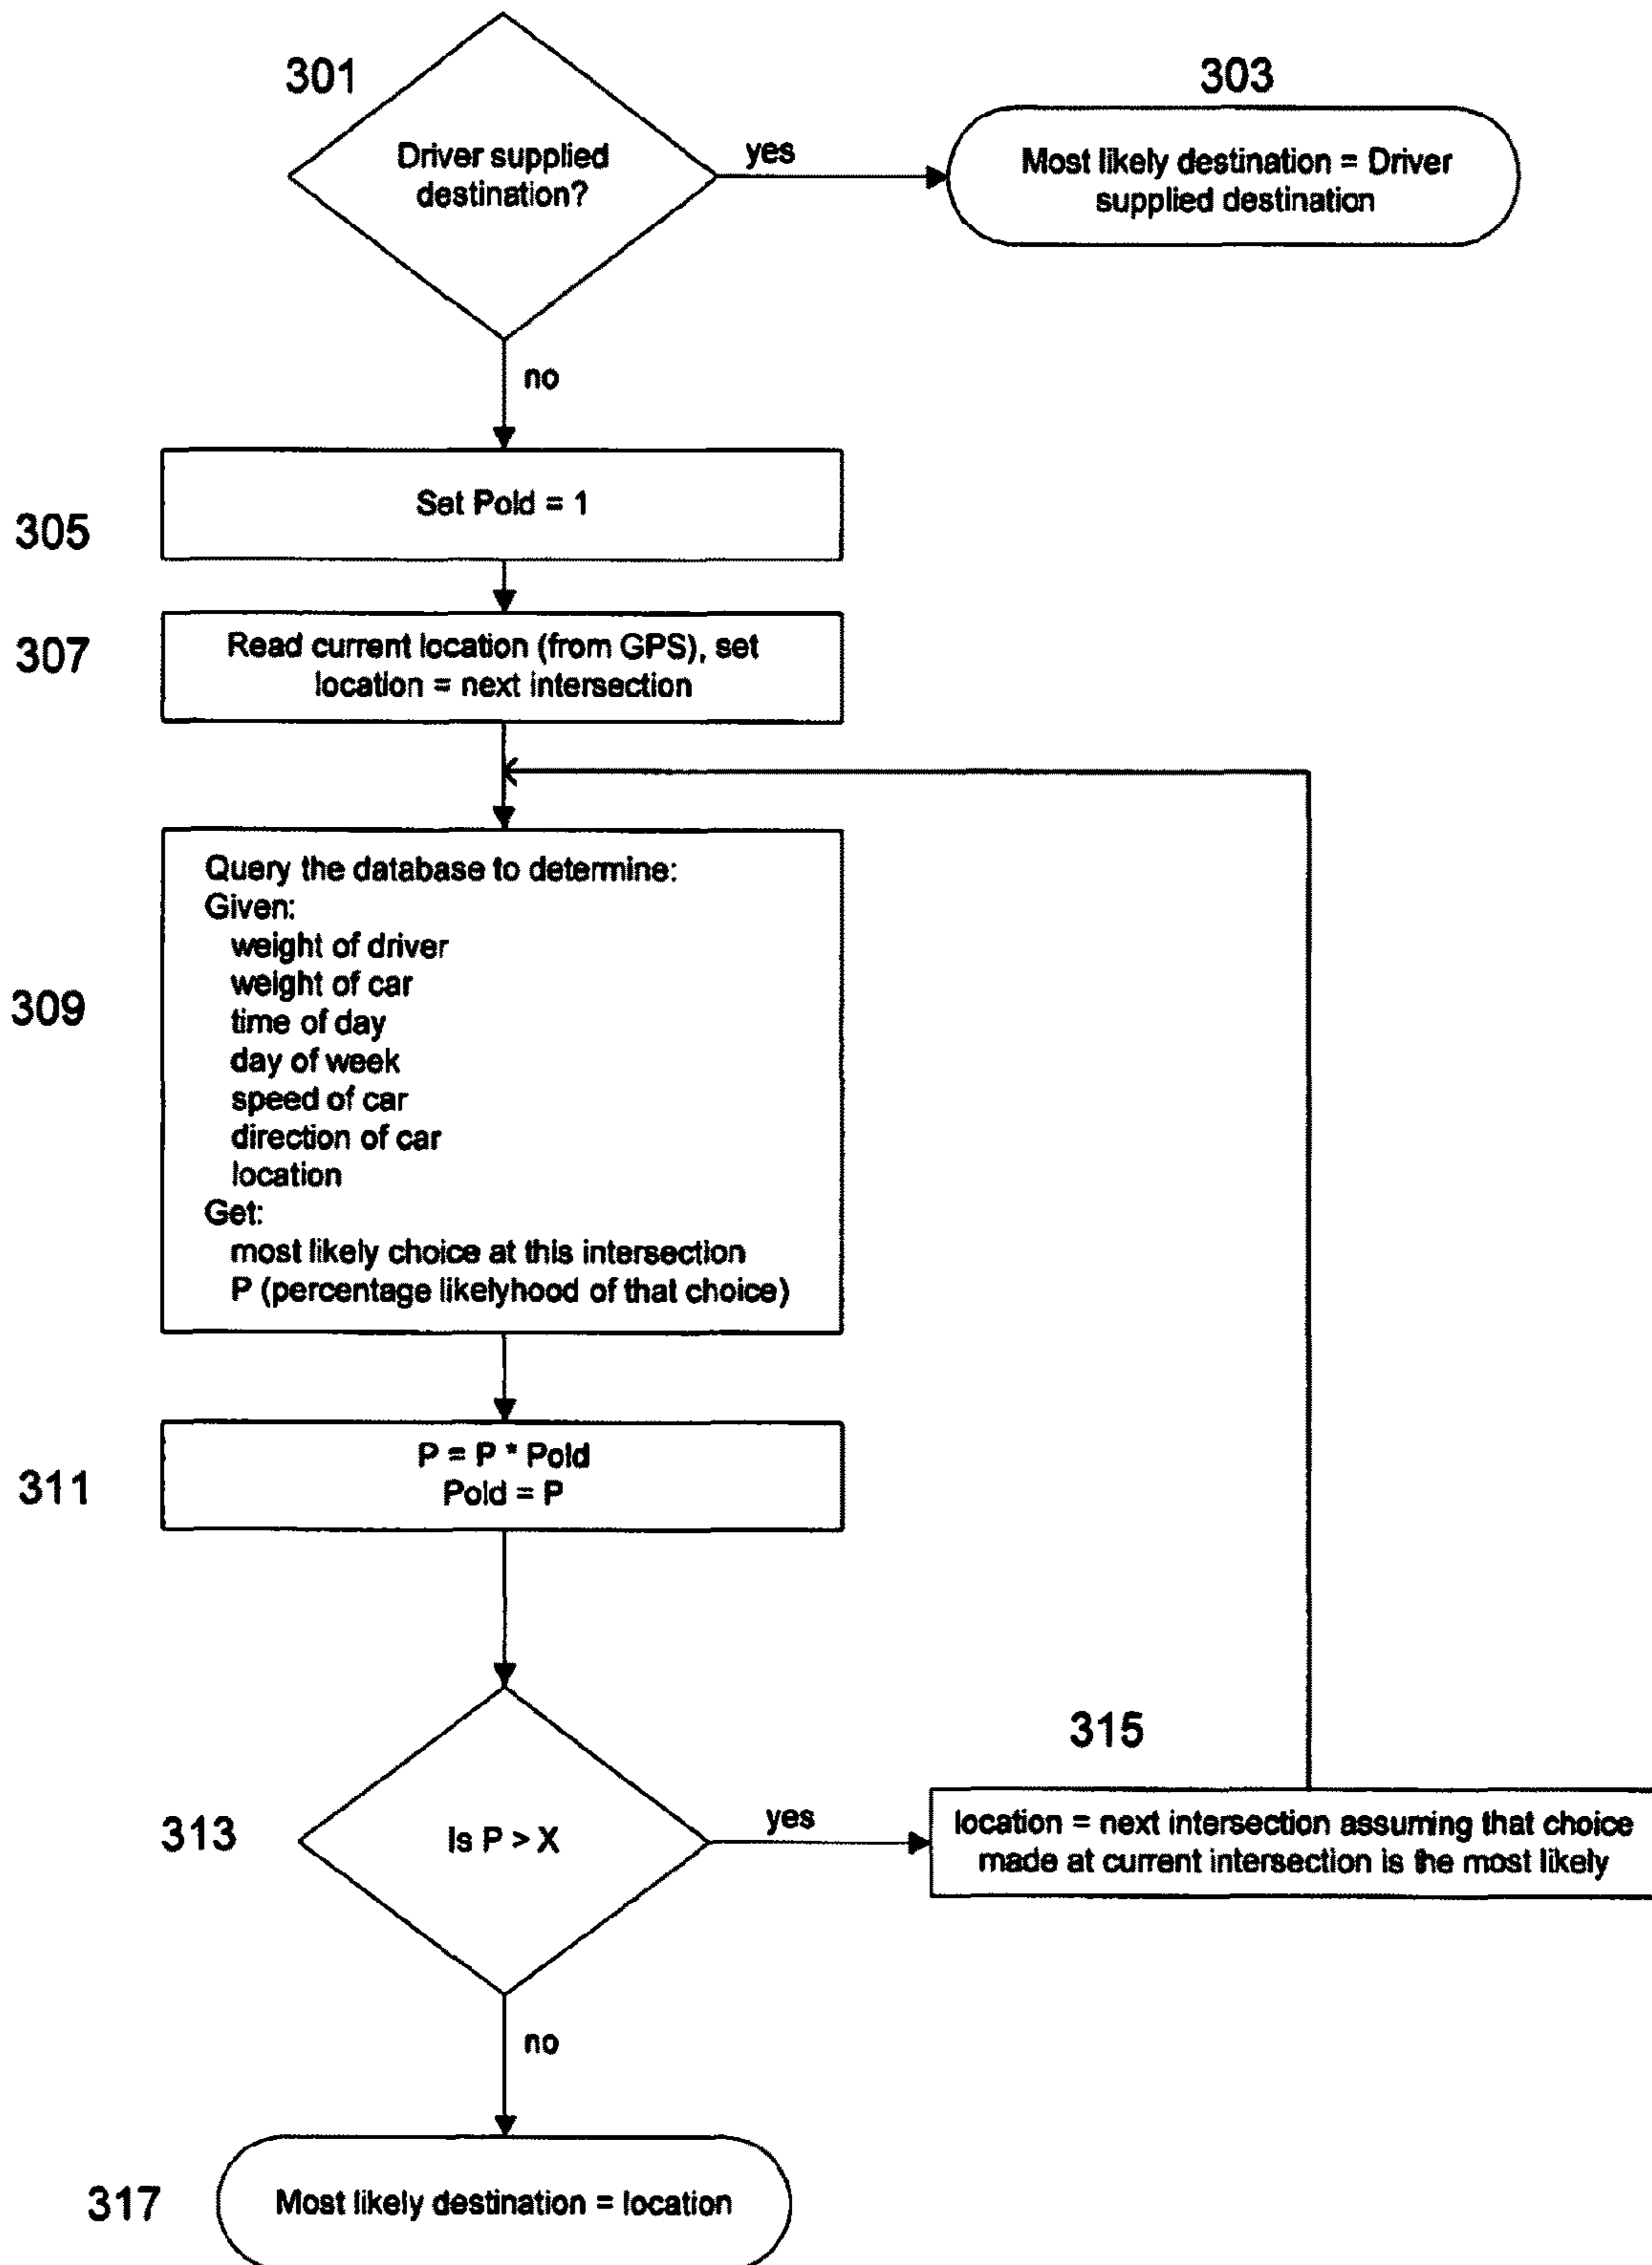 301
303
Driver supplied
destination?
yes
Most likely destination = Driver
supplied destination
no
305
Set Pold = 1
307
Read current location (from GPS), set
location = next intersection
309
Query the database to determine:
Given:
weight of driver
weight of car
time of day
day of week
speed of car
direction of car
location
Get:
most likely choice at this intersection
P (percentage likelyhood of that choice)
311
P = P * Pold
Pold = P
313
Is P > X
yes
315
location = next intersection assuming that choice
made at current intersection is the most likely
no
317
Most likely destination = location